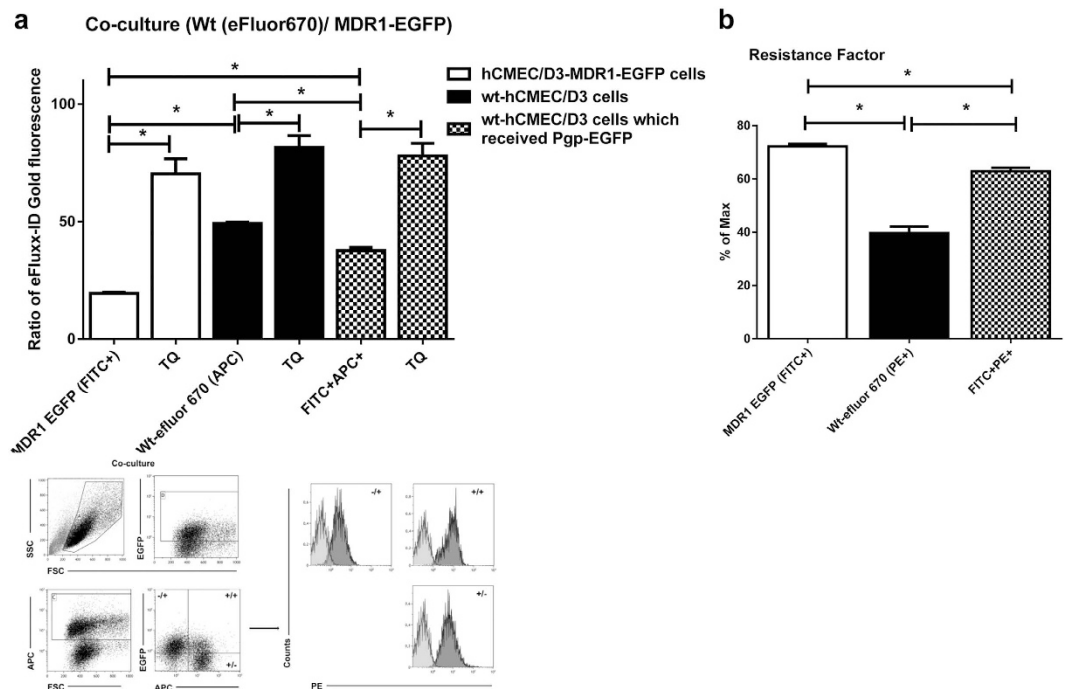 a
Co-culture (Wt (eFluor670)/ MDR1-EGFP)
Ratio of eFluxx-ID Gold fluorescence
100
50
0
*
*
*
*
*
*
hCMEC/D3-MDR1-EGFP cells
wt-hCMEC/D3 cells
wt-hCMEC/D3 cells which
received Pgp-EGFP
MDR1 EGFP (FITC+)
TQ
Wt-efluor 670 (APC)
TQ
FITC+APC+
TQ
b
Resistance Factor
% of Max
80
60
40
20
0
*
*
*
MDR1 EGFP (FITC+)
Wt-efluor 670 (PE+)
FITC+PE+
Co-culture
SSC
FSC
EGFP
APC
FSC
EGFP
APC
-/+
+/+
+/-
Counts
PE
-/+
+/+
+/-